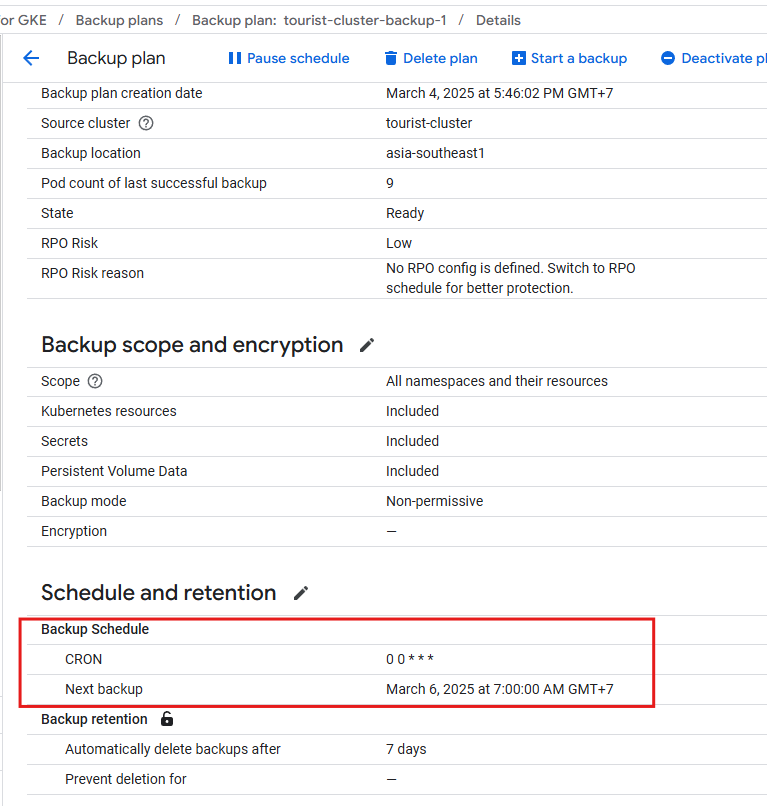 or GKE / Backup plans / Backup plan: tourist-cluster-backup-1 / Details
Backup plan Pause schedule Delete plan Start a backup Deactivate pl
Backup plan creation date March 4, 2025 at 5:46:02 PM GMT+7
Source cluster tourist-cluster
Backup location asia-southeast1
Pod count of last successful backup 9
State Ready
RPO Risk Low
RPO Risk reason No RPO config is defined. Switch to RPO
schedule for better protection.
Backup scope and encryption
Scope All namespaces and their resources
Kubernetes resources Included
Secrets Included
Persistent Volume Data Included
Backup mode Non-permissive
Encryption —
Schedule and retention
Backup Schedule
CRON 0 0 * * *
Next backup March 6, 2025 at 7:00:00 AM GMT+7
Backup retention
Automatically delete backups after 7 days
Prevent deletion for —